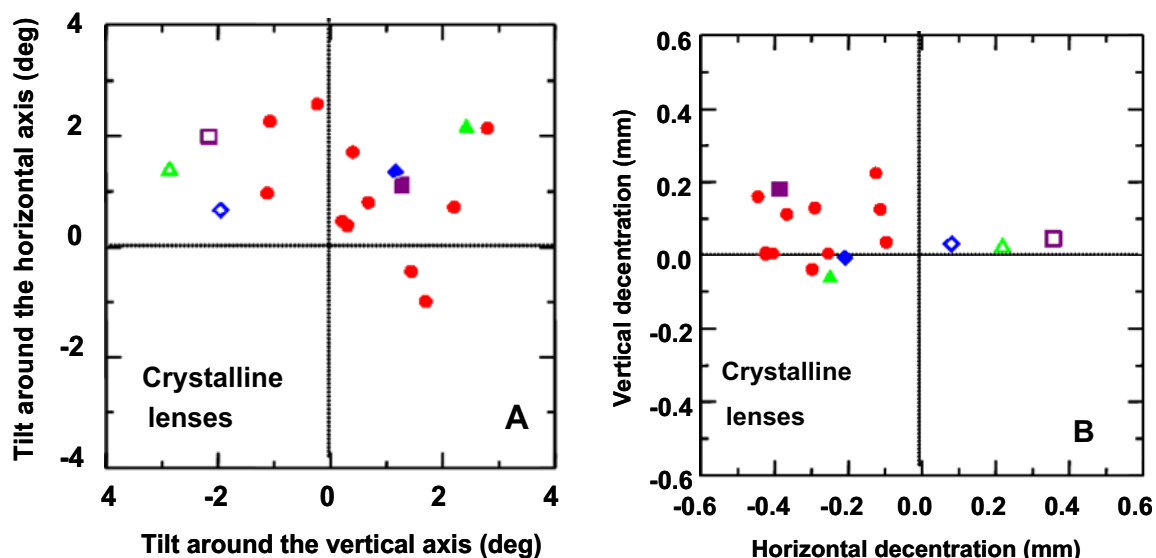 Tilt around the horizontal axis (deg)
4
2
0
-2
-4
-4
-2
0
2
4
Crystalline
lenses
A
Tilt around the vertical axis (deg)
Vertical decentration (mm)
0.6
0.4
0.2
0.0
-0.2
-0.4
-0.6
-0.6
-0.4
-0.2
0.0
0.2
0.4
0.6
Crystalline
lenses
B
Horizontal decentration (mm)